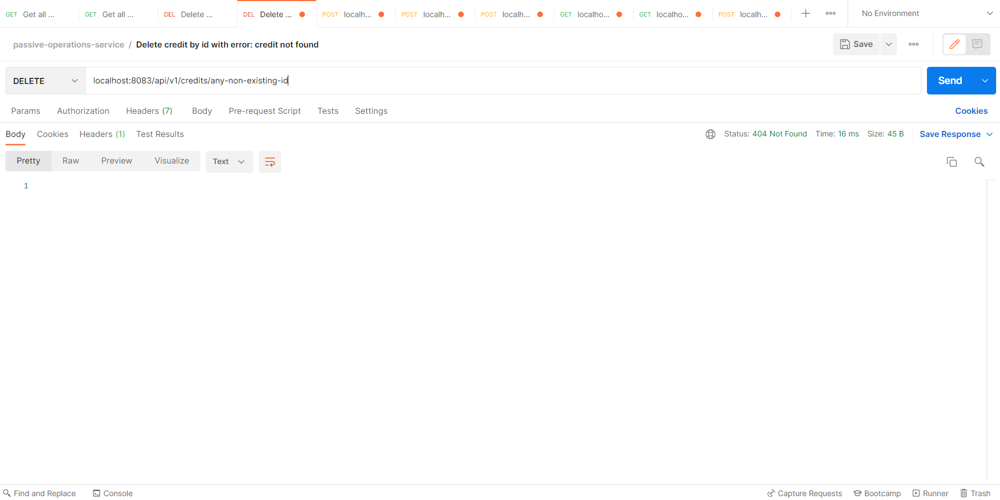 GET Get all ... GET Get all ... DEL Delete ... DEL Delete ... POST localh... POST localh... POST localh... GET localho... GET localho... POST localh... No Environment
passive-operations-service / Delete credit by id with error: credit not found Save
DELETE localhost:8083/api/v1/credits/any-non-existing-id Send
Params Authorization Headers (7) Body Pre-request Script Tests Settings Cookies
Body Cookies Headers (1) Test Results Status: 404 Not Found Time: 16 ms Size: 45 B Save Response
Pretty Raw Preview Visualize Text
1
Find and Replace Console Capture Requests Bootcamp Runner Trash